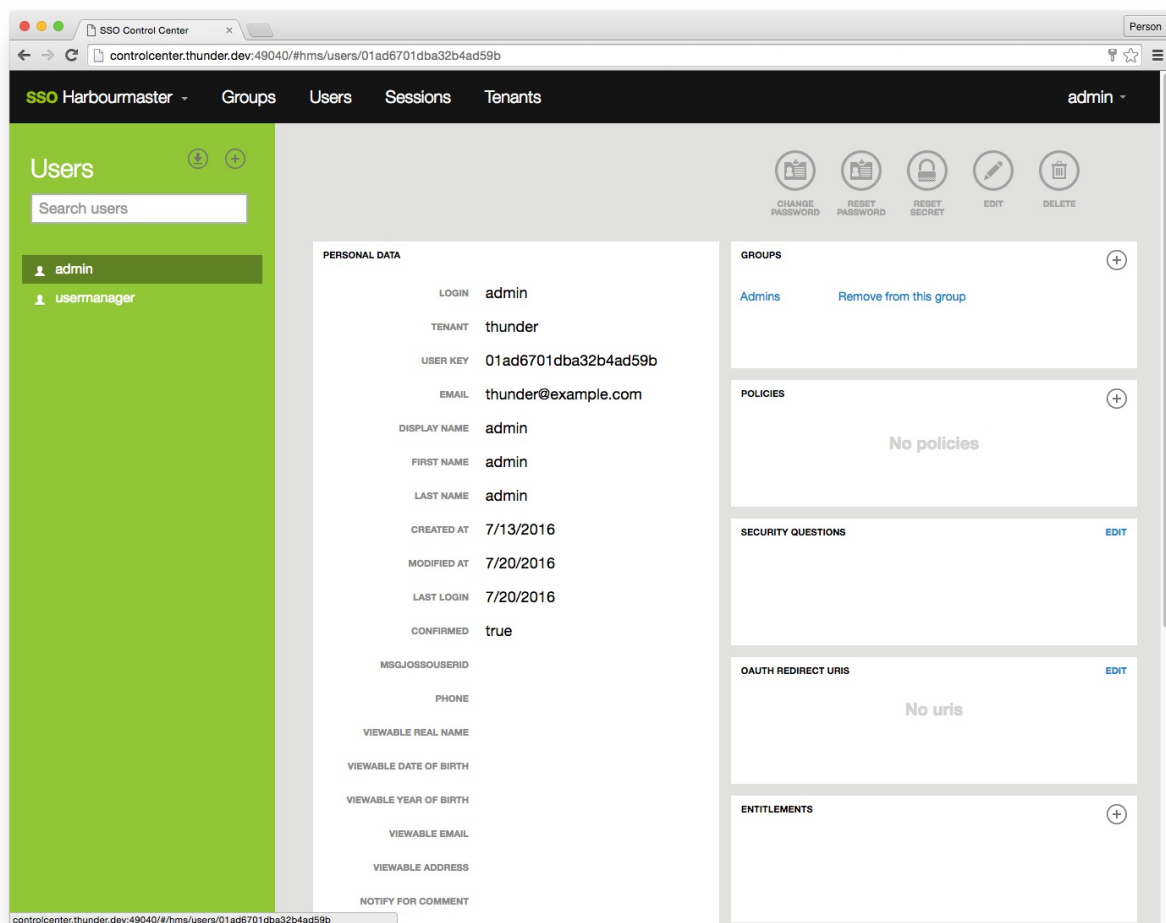 SSO Control Center
Person
controlcenter.thunder.dev:49040/#hms/users/01ad6701dba32b4ad59b
sso Harbourmaster
Groups
Users
Sessions
Tenants
admin
Users
Search users
admin
usermanager
CHANGE PASSWORD
RESET PASSWORD
RESET SECRET
EDIT
DELETE
PERSONAL DATA
LOGIN admin
TENANT thunder
USER KEY 01ad6701dba32b4ad59b
EMAIL thunder@example.com
DISPLAY NAME admin
FIRST NAME admin
LAST NAME admin
CREATED AT 7/13/2016
MODIFIED AT 7/20/2016
LAST LOGIN 7/20/2016
CONFIRMED true
MSGJOSSOUSERID
PHONE
VIEWABLE REAL NAME
VIEWABLE DATE OF BIRTH
VIEWABLE YEAR OF BIRTH
VIEWABLE EMAIL
VIEWABLE ADDRESS
NOTIFY FOR COMMENT
GROUPS
Admins Remove from this group
POLICIES
No policies
SECURITY QUESTIONS EDIT
OAUTH REDIRECT URIS EDIT
No uris
ENTITLEMENTS
controlcenter.thunder.dev:49040/#/hms/users/01ad6701dba32b4ad59b